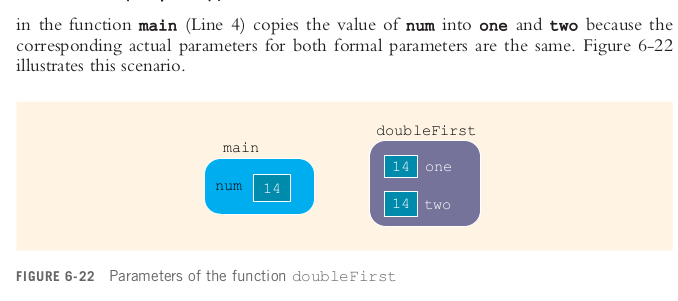 in the function main (Line 4) copies the value of num into one and two because the
corresponding actual parameters for both formal parameters are the same. Figure 6-22
illustrates this scenario.
main
num 14
doubleFirst
14 one
14 two
FIGURE 6-22 Parameters of the function doubleFirst